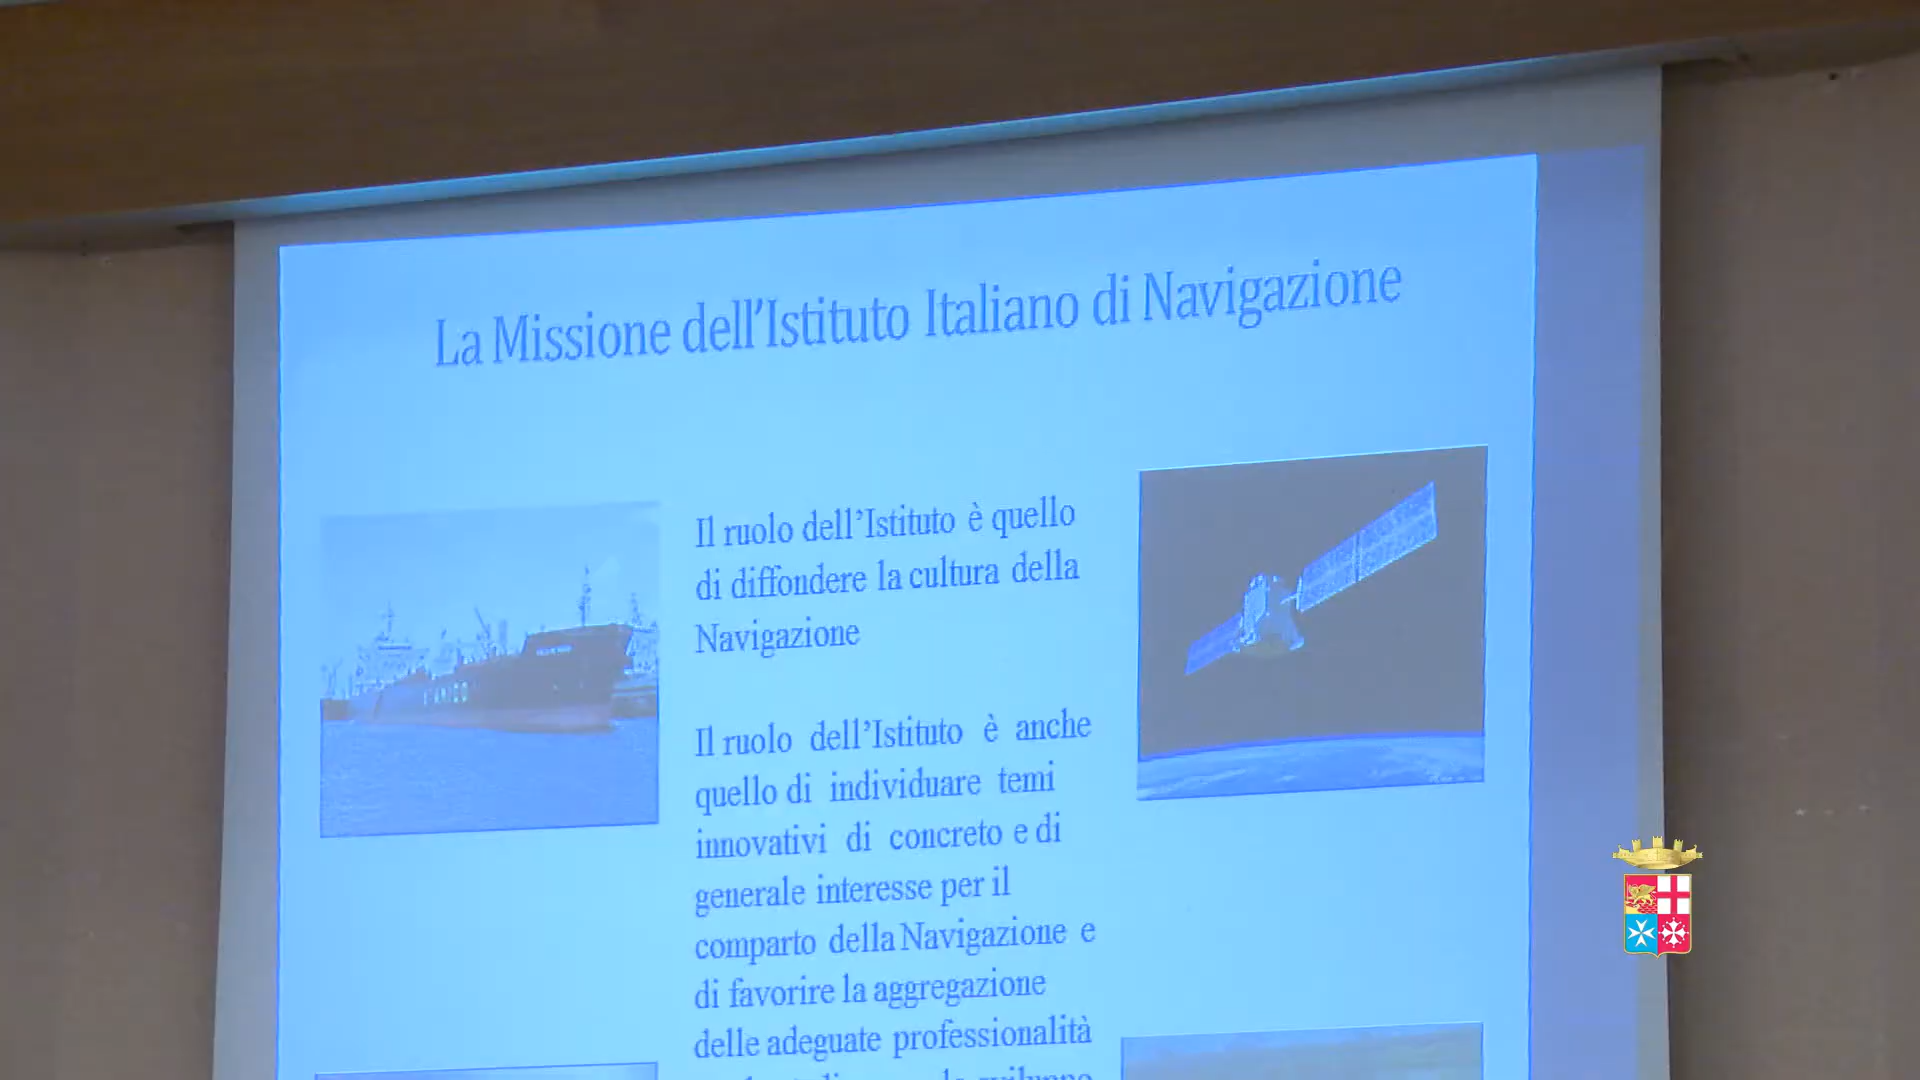 La Missione dell'Istituto Italiano di Navigazione
Il ruolo dell'Istituto è quello
di diffondere la cultura della
Navigazione
Il ruolo dell'Istituto è anche
quello di individuare temi
innovativi di concreto e di
generale interesse per il
comparto della Navigazione e
di favorire la aggregazione
delle adeguate professionalità